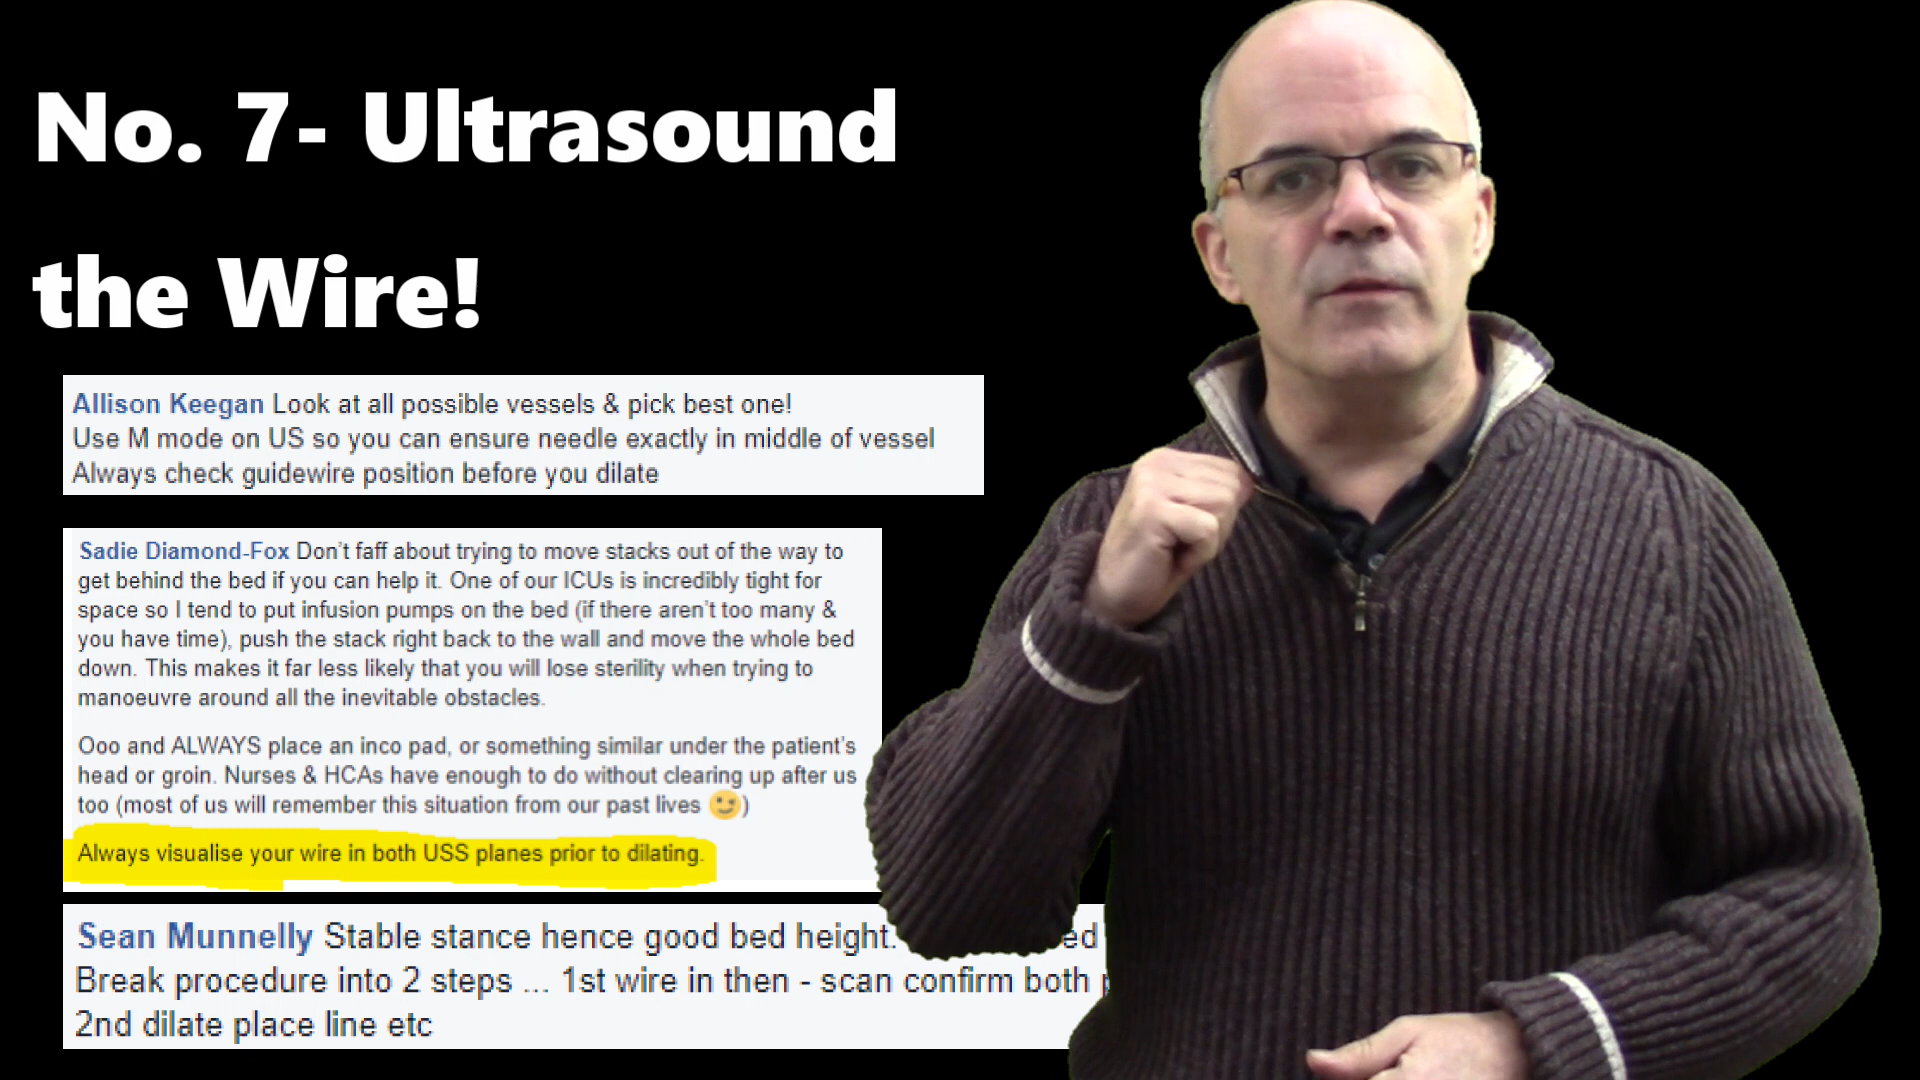 No. 7- Ultrasound
the Wire!
Allison Keegan Look at all possible vessels & pick best one!
Use M mode on US so you can ensure needle exactly in middle of vessel
Always check guidewire position before you dilate
Sadie Diamond-Fox Don't faff about trying to move stacks out of the way to
get behind the bed if you can help it. One of our ICUs is incredibly tight for
space so I tend to put infusion pumps on the bed (if there aren't too many &
you have time), push the stack right back to the wall and move the whole bed
down. This makes it far less likely that you will lose sterility when trying to
manoeuvre around all the inevitable obstacles.
Ooo and ALWAYS place an inco pad, or something similar under the patient's
head or groin. Nurses & HCAs have enough to do without clearing up after us
too (most of us will remember this situation from our past lives 😉)
Always visualise your wire in both USS planes prior to dilating.
Sean Munnelly Stable stance hence good bed height.
Break procedure into 2 steps ... 1st wire in then - scan confirm both
2nd dilate place line etc